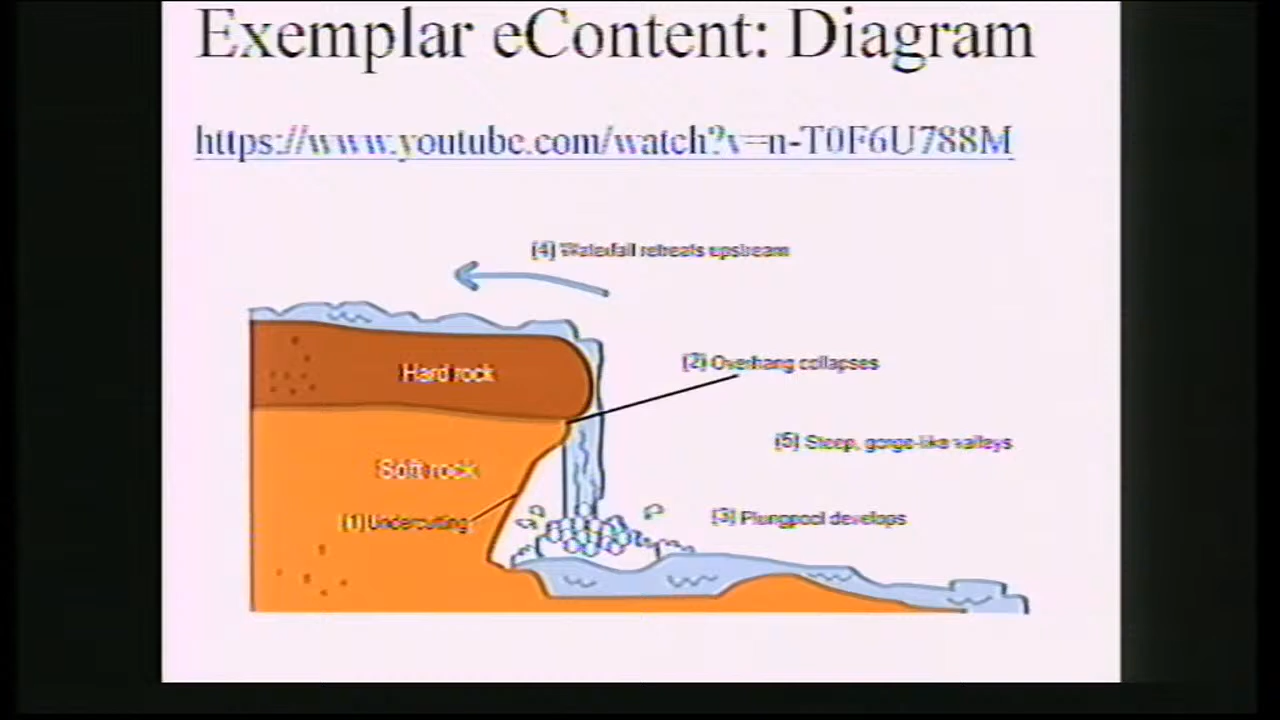 Exemplar eContent: Diagram
https://www.youtube.com/watch?v=n-T0F6U788M
(4) Waterfall retreats upstream
Hard rock
(2) Overhang collapses
(5) Steep, gorge-like valleys
Soft rock
(1) Undercutting
(3) Plungpool develops